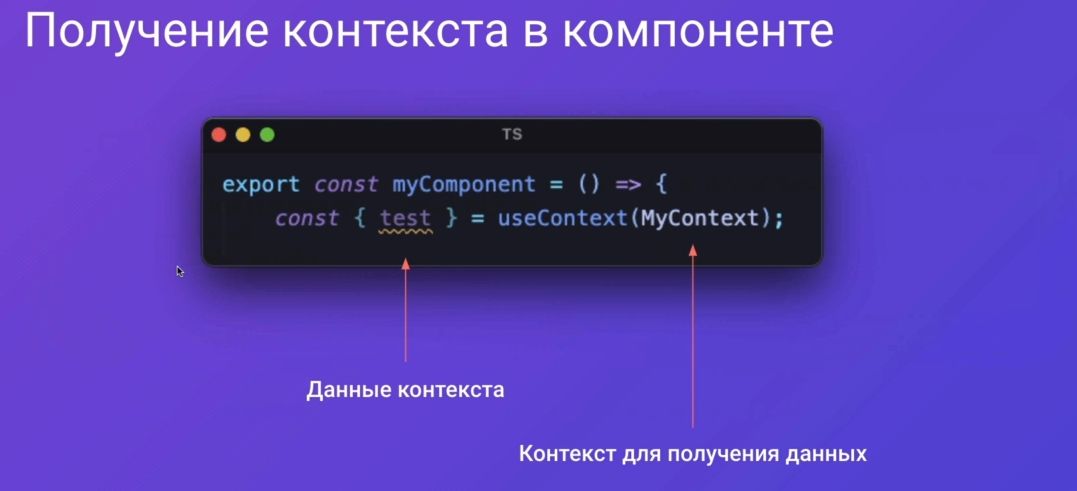 Получение контекста в компоненте
TS
export const myComponent = () => {
const { test } = useContext(MyContext);
Данные контекста
Контекст для получения данных